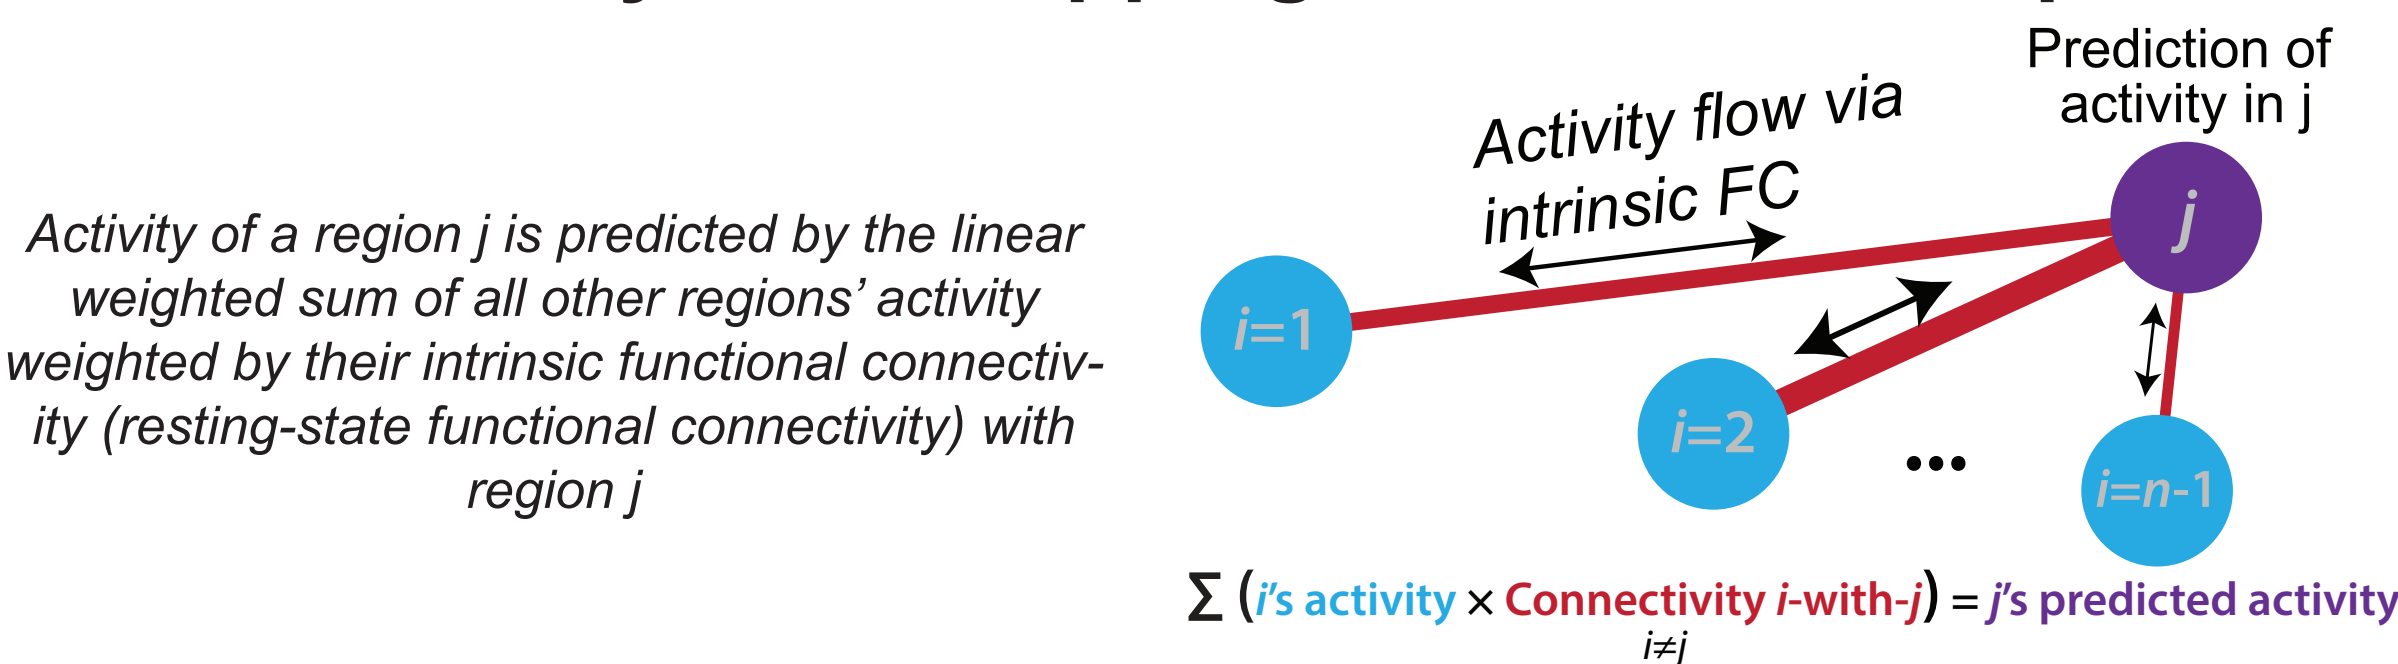 Activity of a region j is predicted by the linear
weighted sum of all other regions’ activity
weighted by their intrinsic functional connectiv-
ity (resting-state functional connectivity) with
region j
Prediction of
activity in j
Activity flow via
intrinsic FC
j
i=1
i=2
...
i=n-1
∑ (i’s activity × Connectivity i-with-j) = j’s predicted activity
i≠j